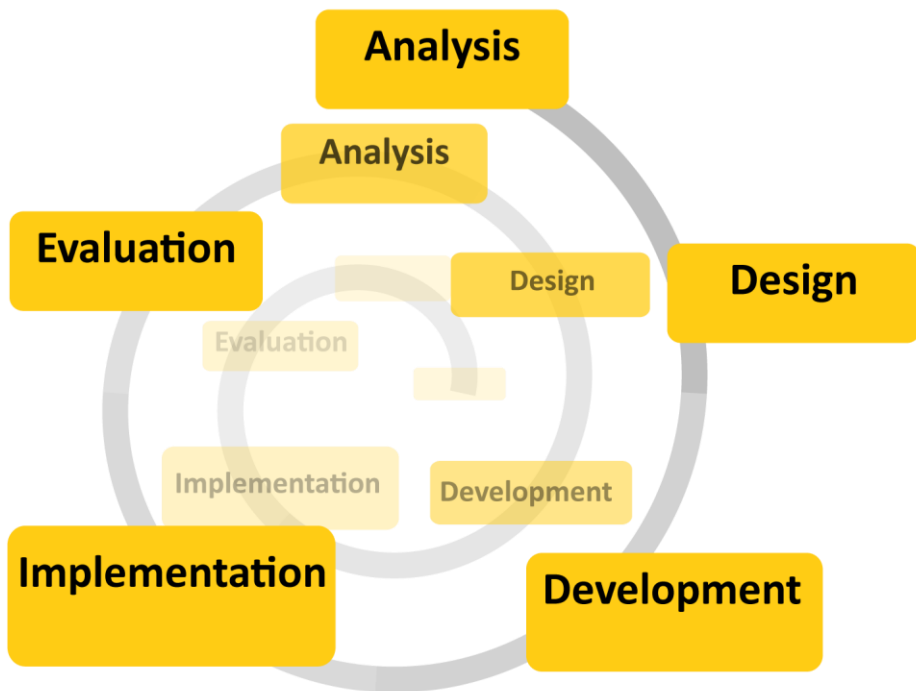 Analysis
Analysis
Evaluation
Design
Design
Evaluation
Implementation
Development
Implementation
Development